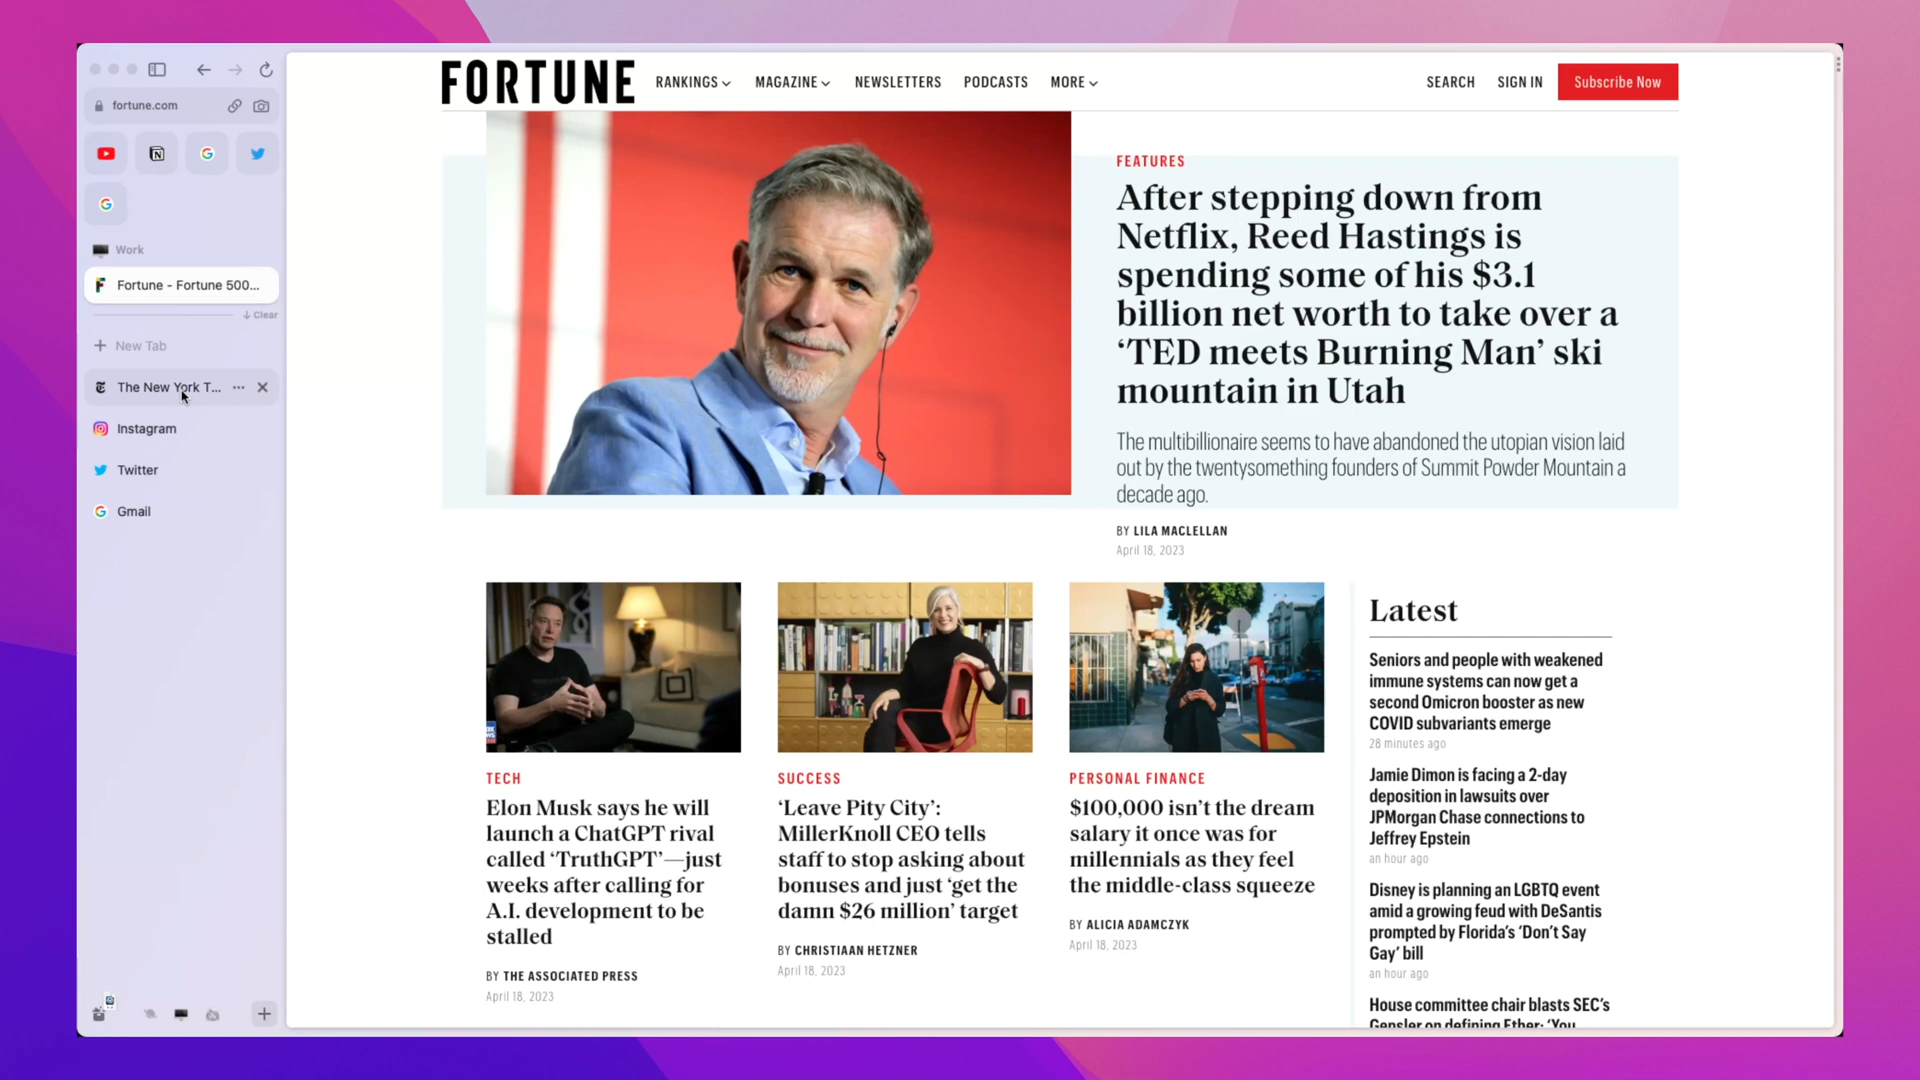 fortune.com
Work
Fortune - Fortune 500...
Clear
New Tab
The New York T...
Instagram
Twitter
Gmail
FORTUNE
RANKINGS
MAGAZINE
NEWSLETTERS
PODCASTS
MORE
SEARCH
SIGN IN
Subscribe Now
FEATURES
After stepping down from
Netflix, Reed Hastings is
spending some of his $3.1
billion net worth to take over a
‘TED meets Burning Man’ ski
mountain in Utah
The multibillionaire seems to have abandoned the utopian vision laid
out by the twentysomething founders of Summit Powder Mountain a
decade ago.
BY LILA MACLELLAN
April 18, 2023
TECH
Elon Musk says he will
launch a ChatGPT rival
called ‘TruthGPT’—just
weeks after calling for
A.I. development to be
stalled
BY THE ASSOCIATED PRESS
April 18, 2023
SUCCESS
‘Leave Pity City’:
MillerKnoll CEO tells
staff to stop asking about
bonuses and just ‘get the
damn $26 million’ target
BY CHRISTIAAN HETZNER
April 18, 2023
PERSONAL FINANCE
$100,000 isn’t the dream
salary it once was for
millennials as they feel
the middle-class squeeze
BY ALICIA ADAMCZYK
April 18, 2023
Latest
Seniors and people with weakened
immune systems can now get a
second Omicron booster as new
COVID subvariants emerge
28 minutes ago
Jamie Dimon is facing a 2-day
deposition in lawsuits over
JPMorgan Chase connections to
Jeffrey Epstein
an hour ago
Disney is planning an LGBTQ event
amid a growing feud with DeSantis
prompted by Florida’s ‘Don’t Say
Gay’ bill
an hour ago
House committee chair blasts SEC’s
Gensler on defining Ether: ‘You